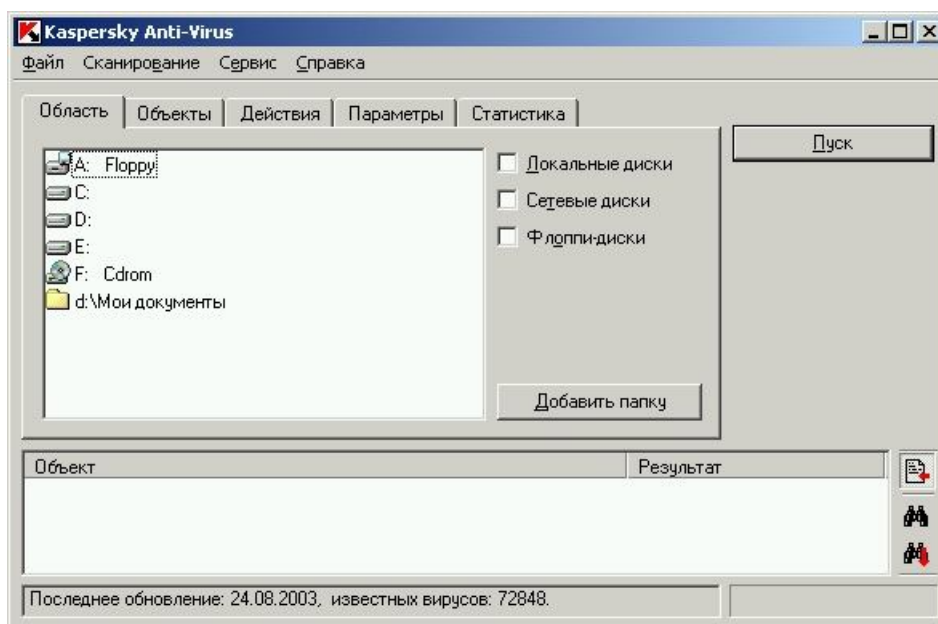 Kaspersky Anti-Virus
Файл Сканирование Сервис Справка
Область Объекты Действия Параметры Статистика
Пуск
A: Floppy
C:
D:
E:
F: Cdrom
d:\Мои документы
Локальные диски
Сетевые диски
Флоппи-диски
Добавить папку
Объект Результат
Последнее обновление: 24.08.2003, известных вирусов: 72848.